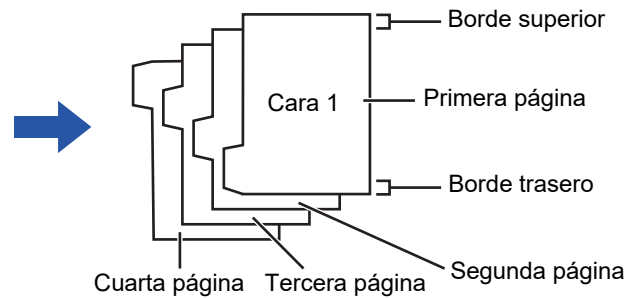 Borde superior
Cara 1
Primera página
Borde trasero
Segunda página
Cuarta página
Tercera página